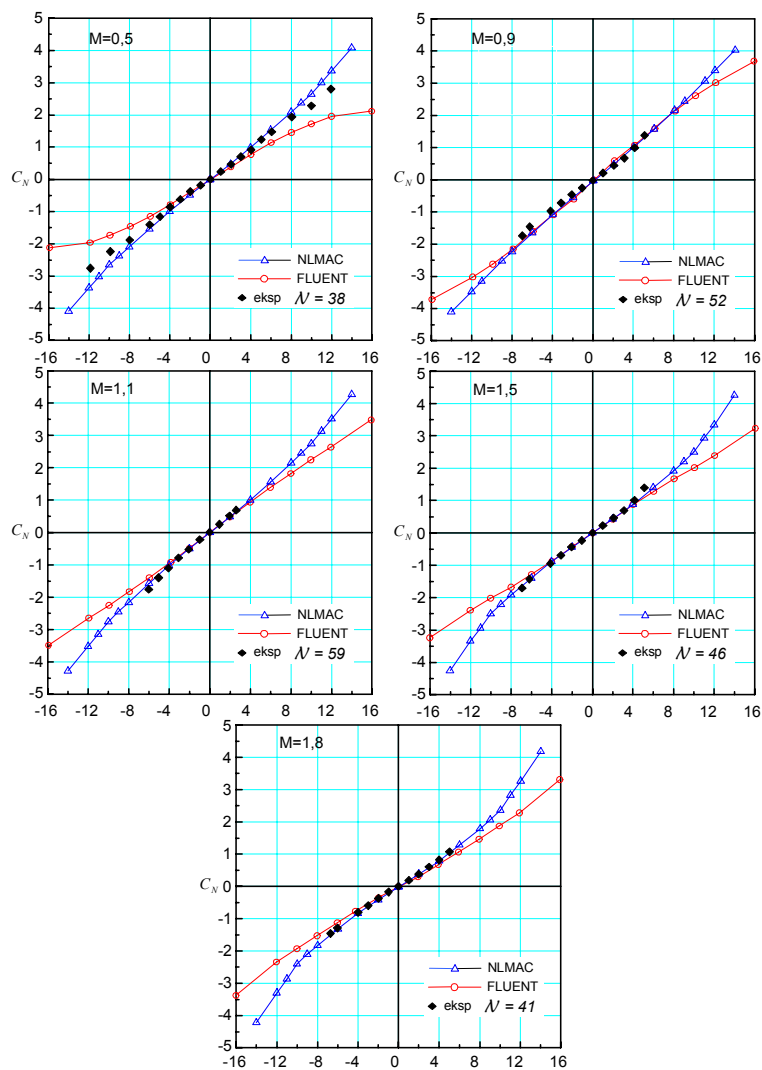 M=0,5
5
4
3
2
1
0
-1
-2
-3
-4
-5
C_N
NLMAC
FLUENT
eksp N = 38
-16 -12 -8 -4 0 4 8 12 16
M=0,9
5
4
3
2
1
0
-1
-2
-3
-4
-5
C_N
NLMAC
FLUENT
eksp N = 52
-16 -12 -8 -4 0 4 8 12 16
M=1,1
5
4
3
2
1
0
-1
-2
-3
-4
-5
C_N
NLMAC
FLUENT
eksp N = 59
-16 -12 -8 -4 0 4 8 12 16
M=1,5
5
4
3
2
1
0
-1
-2
-3
-4
-5
C_N
NLMAC
FLUENT
eksp N = 46
-16 -12 -8 -4 0 4 8 12 16
M=1,8
5
4
3
2
1
0
-1
-2
-3
-4
-5
C_N
NLMAC
FLUENT
eksp N = 41
-16 -12 -8 -4 0 4 8 12 16